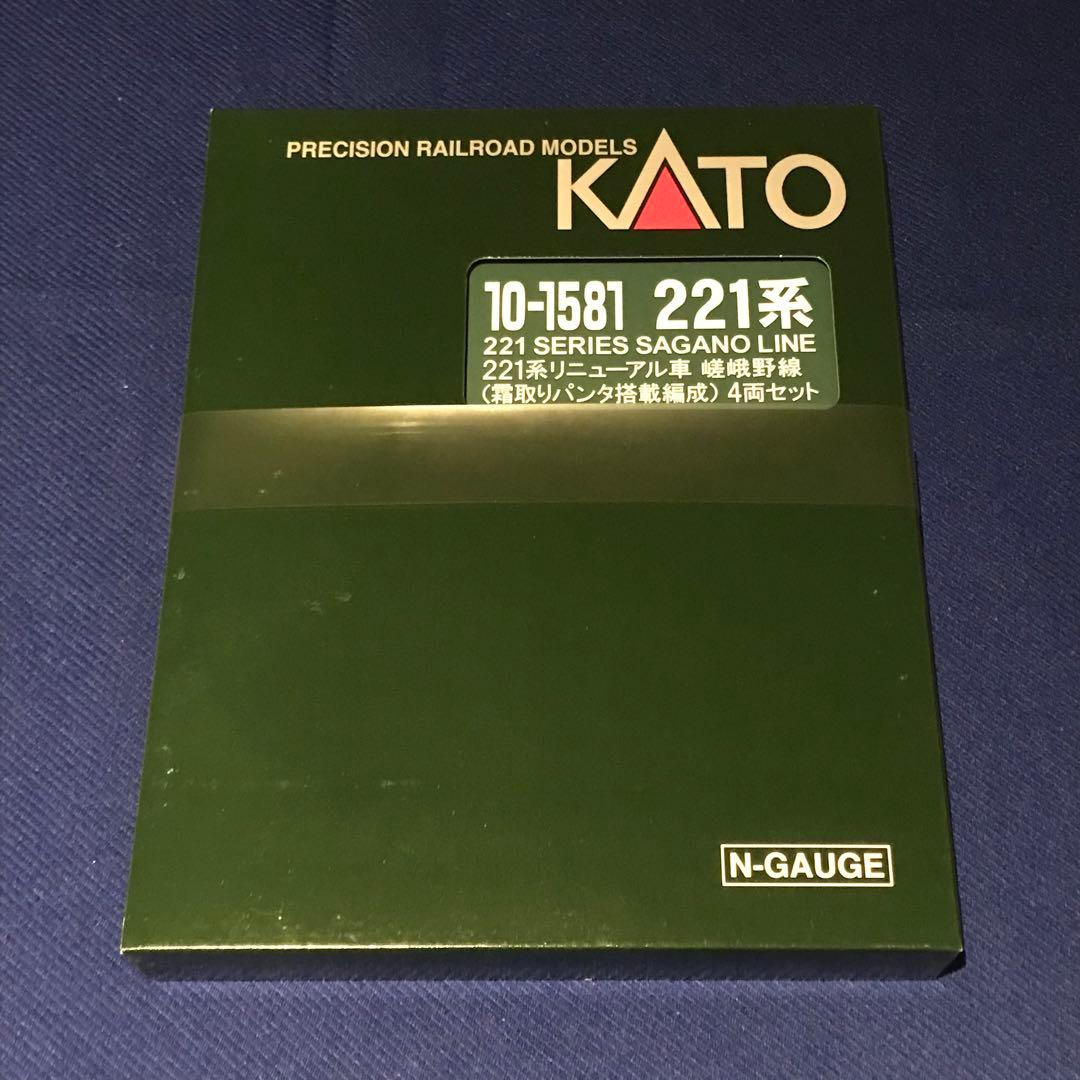 PRECISION RAILROAD MODELS
KATO
10-1581 221系
221 SERIES SAGANO LINE
221系リニューアル車 嵯峨野線
(霜取りパンタ搭載編成) 4両セット
N-GAUGE